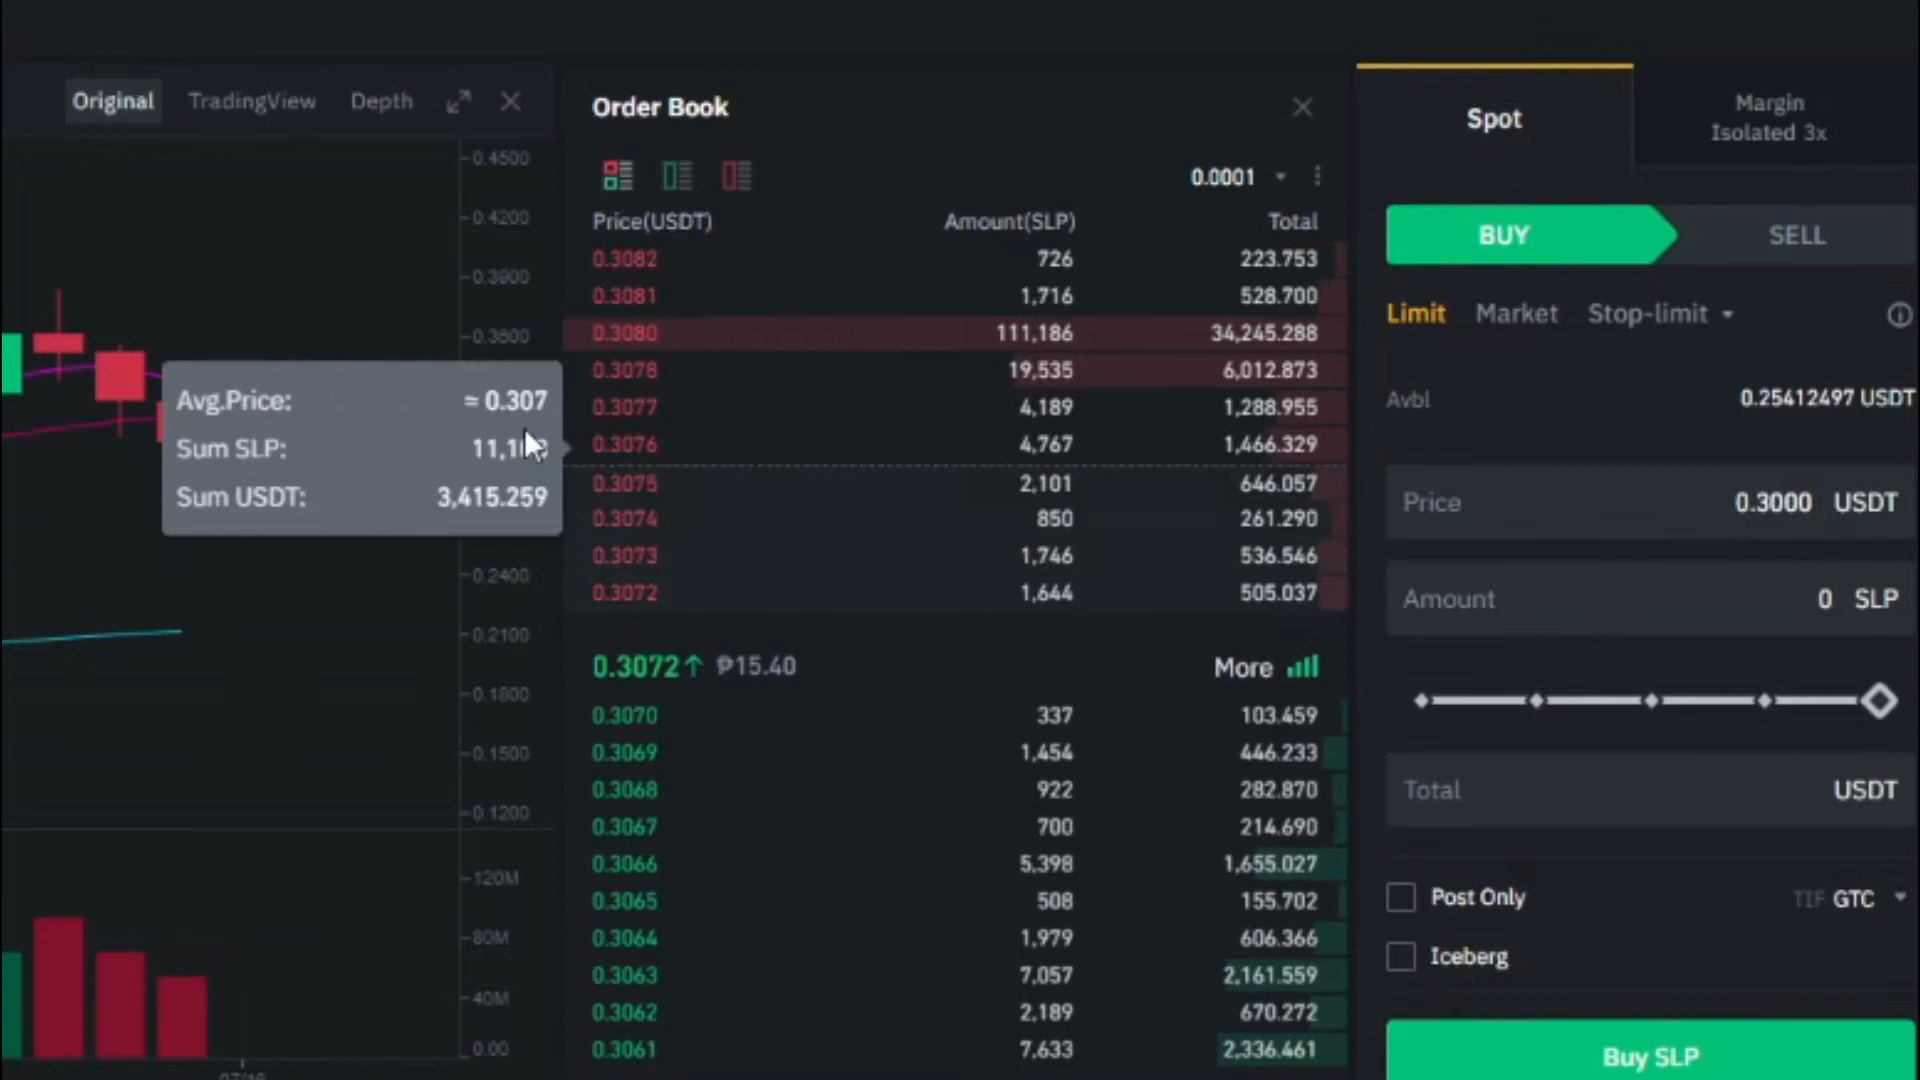 Original TradingView Depth
0.4500
0.4200
0.3900
0.3600
0.2400
0.2100
0.1800
0.1500
0.1200
120M
80M
40M
0.00
Avg.Price: ≈ 0.307
Sum SLP:
Sum USDT: 3,415.259
Order Book
0.0001
Price(USDT) Amount(SLP) Total
0.3082 726 223.753
0.3081 1,716 528.700
0.3080 111,186 34,245.288
0.3078 19,535 6,012.873
0.3077 4,189 1,288.955
0.3076 4,767 1,466.329
0.3075 2,101 646.057
0.3074 850 261.290
0.3073 1,746 536.546
0.3072 1,644 505.037
0.3072↑ ₱15.40 More
0.3070 337 103.459
0.3069 1,454 446.233
0.3068 922 282.870
0.3067 700 214.690
0.3066 5,398 1,655.027
0.3065 508 155.702
0.3064 1,979 606.366
0.3063 7,057 2,161.559
0.3062 2,189 670.272
0.3061 7,633 2,336.461
Spot
Margin
Isolated 3x
BUY SELL
Limit Market Stop-limit
Avbl 0.25412497 USDT
Price 0.3000 USDT
Amount 0 SLP
Total USDT
Post Only TIF GTC
Iceberg
Buy SLP